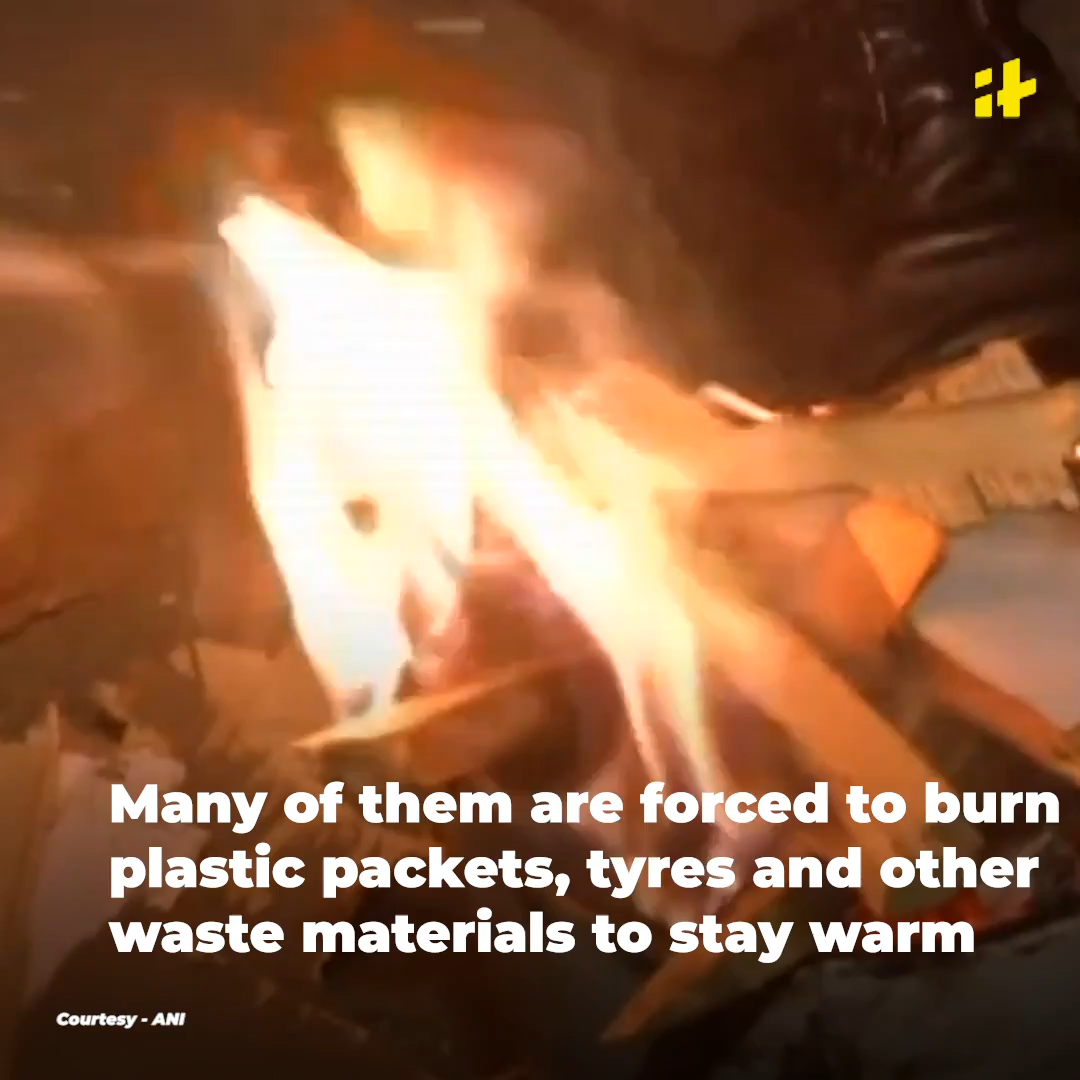 Many of them are forced to burn
plastic packets, tyres and other
waste materials to stay warm
Courtesy - ANI